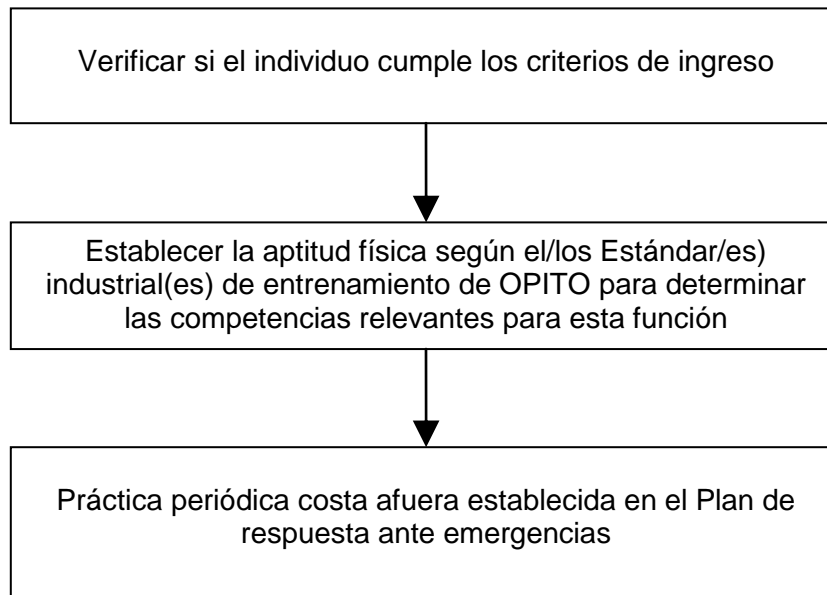 Verificar si el individuo cumple los criterios de ingreso
Establecer la aptitud física según el/los Estándar/es)
industrial(es) de entrenamiento de OPITO para determinar
las competencias relevantes para esta función
Práctica periódica costa afuera establecida en el Plan de
respuesta ante emergencias